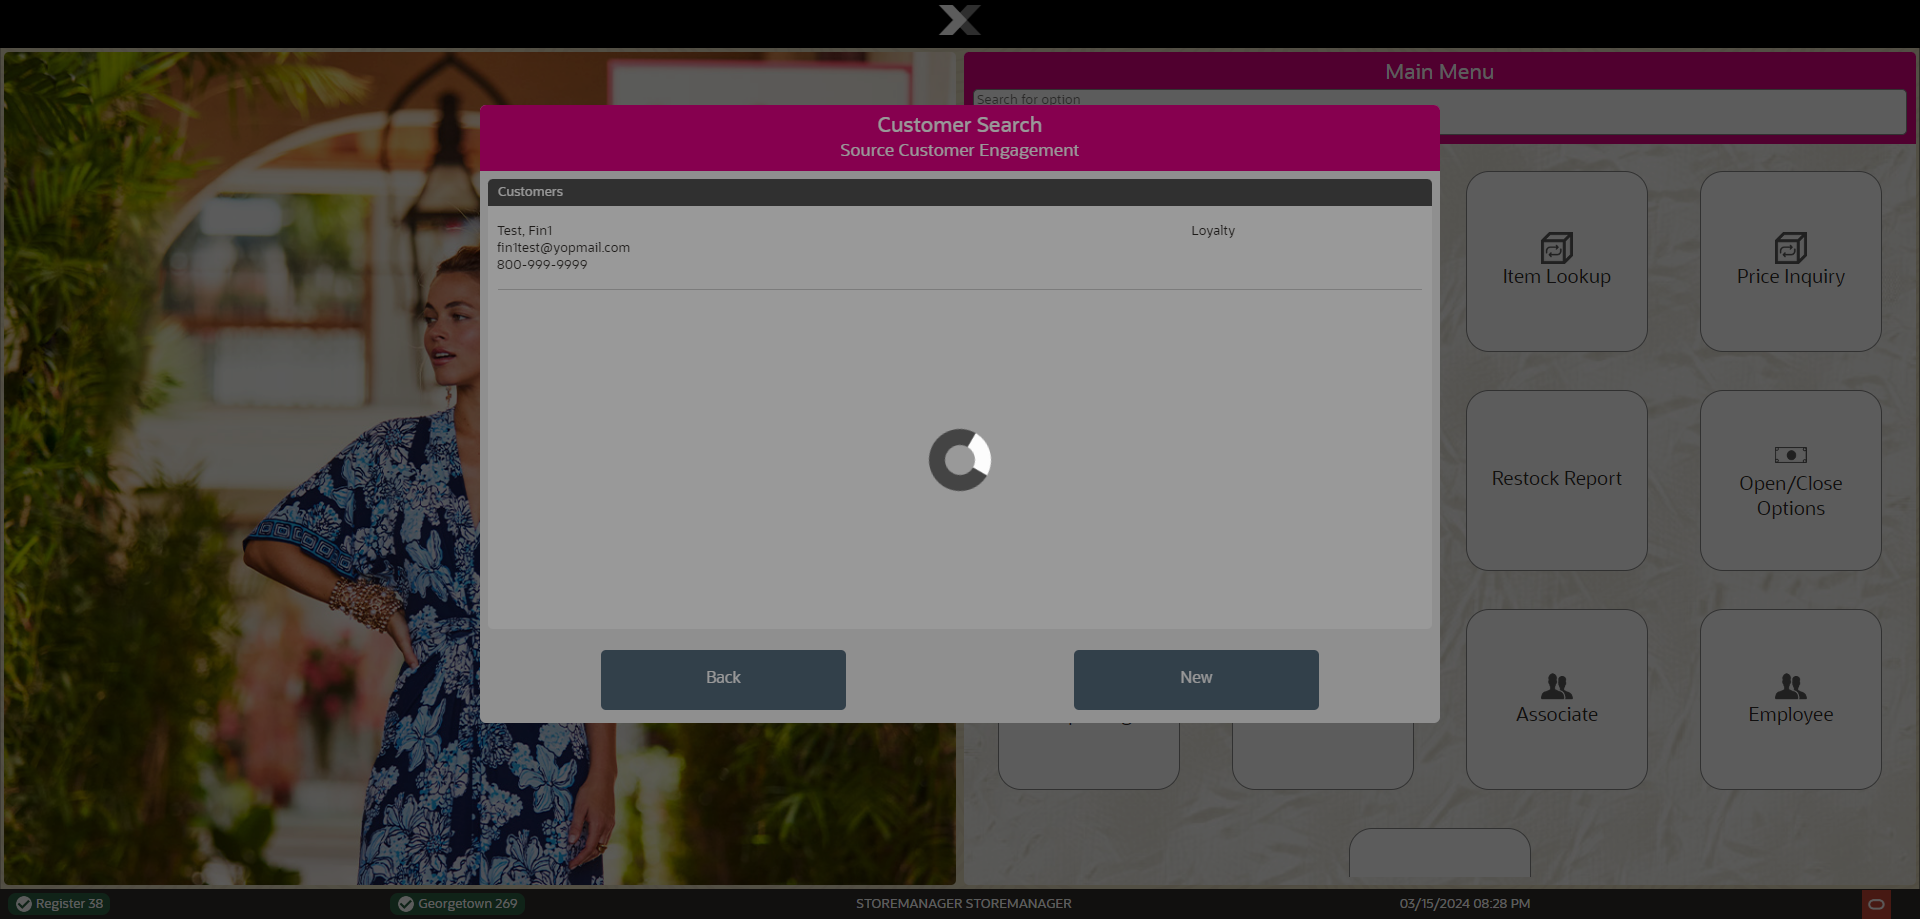 Main Menu
Search for option
Customer Search
Source Customer Engagement
Customers
Test, Fin1
Loyalty
fin1test@yopmail.com
800-999-9999
Back
New
Item Lookup
Price Inquiry
Restock Report
Open/Close
Options
Associate
Employee
Register 38
Georgetown 269
STOREMANAGER STOREMANAGER
03/15/2024 08:28 PM